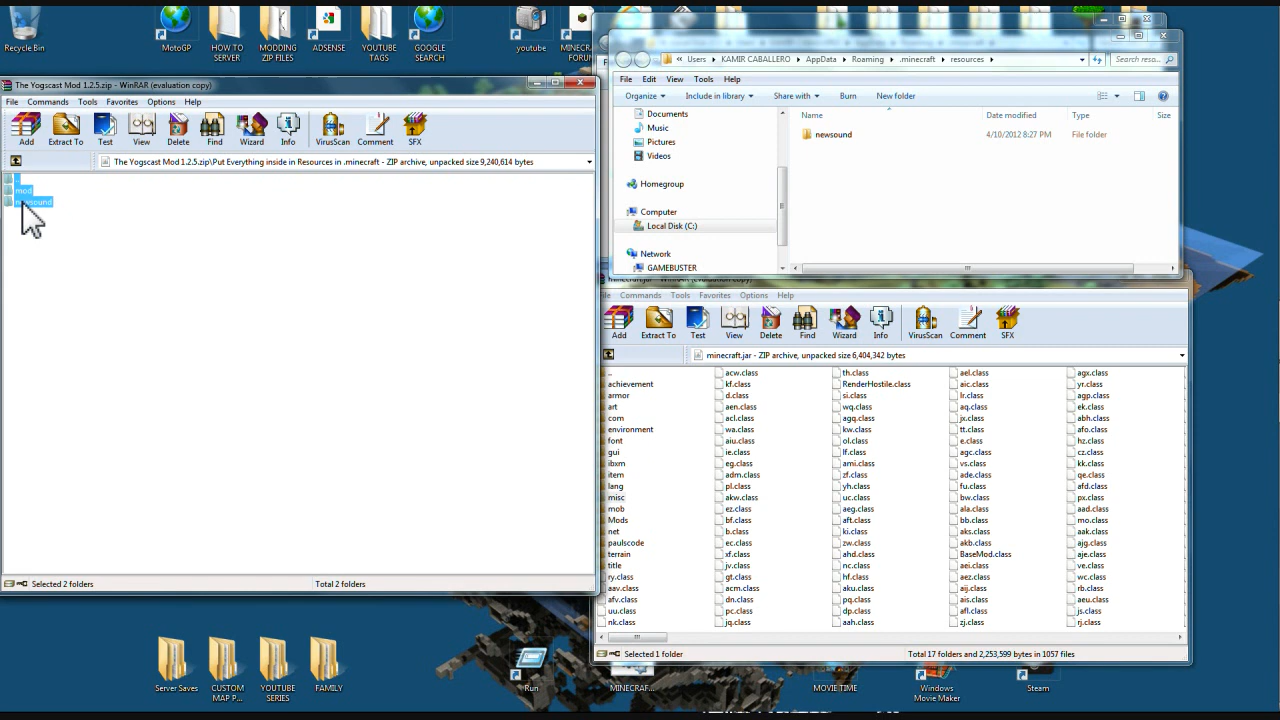 Recycle Bin
MotoGP
HOW TO SERVER
MODDING ZIP FILES
ADSENSE
YOUTUBE TAGS
GOOGLE SEARCH
youtube
The Yogscast Mod 1.2.5.zip - WinRAR (evaluation copy)
File Commands Tools Favorites Options Help
Add Extract To Test View Delete Find Wizard Info VirusScan Comment SFX
The Yogscast Mod 1.2.5.zip\Put Everything inside in Resources in .minecraft - ZIP archive, unpacked size 9,240,614 bytes
..
mod
newsound
Selected 2 folders
Total 2 folders
« Users KAMIR CABALLERO AppData Roaming .minecraft resources
Search reso...
File Edit View Tools Help
Organize Include in library Share with Burn New folder
Documents
Music
Pictures
Videos
Homegroup
Computer
Local Disk (C:)
Network
GAMEBUSTER
Name Date modified Type Size
newsound 4/10/2012 8:27 PM File folder
minecraft.jar - WinRAR (evaluation copy)
File Commands Tools Favorites Options Help
Add Extract To Test View Delete Find Wizard Info VirusScan Comment SFX
minecraft.jar - ZIP archive, unpacked size 6,404,342 bytes
.. acw.class th.class ael.class agx.class
achievement kf.class RenderHostile.class aic.class yr.class
armor d.class si.class lr.class agp.class
art aen.class wq.class aq.class ek.class
com acl.class agq.class jx.class abh.class
environment wa.class kw.class tt.class afo.class
font aiu.class ol.class e.class hz.class
gui ie.class lf.class agc.class cz.class
ibxm eg.class ami.class vs.class kk.class
item adm.class zf.class ade.class qe.class
lang pl.class yh.class fu.class afd.class
misc akw.class uc.class bw.class px.class
mob ez.class aeg.class ala.class aad.class
Mods bf.class aft.class bb.class mo.class
net b.class ki.class aks.class aak.class
paulscode ec.class zw.class akb.class ajg.class
terrain xf.class ahd.class BaseMod.class aje.class
title jv.class nc.class aei.class ve.class
ry.class gt.class hf.class aez.class wc.class
aav.class acm.class aku.class aij.class rb.class
afv.class dn.class pq.class ais.class aeu.class
uu.class pc.class dp.class afl.class js.class
nk.class jq.class aah.class zj.class rj.class
Selected 1 folder
Total 17 folders and 2,253,599 bytes in 1057 files
Server Saves
CUSTOM MAP P...
YOUTUBE SERIES
FAMILY
Run
MINECRAF...
MOVIE TIME
Windows Movie Maker
Steam